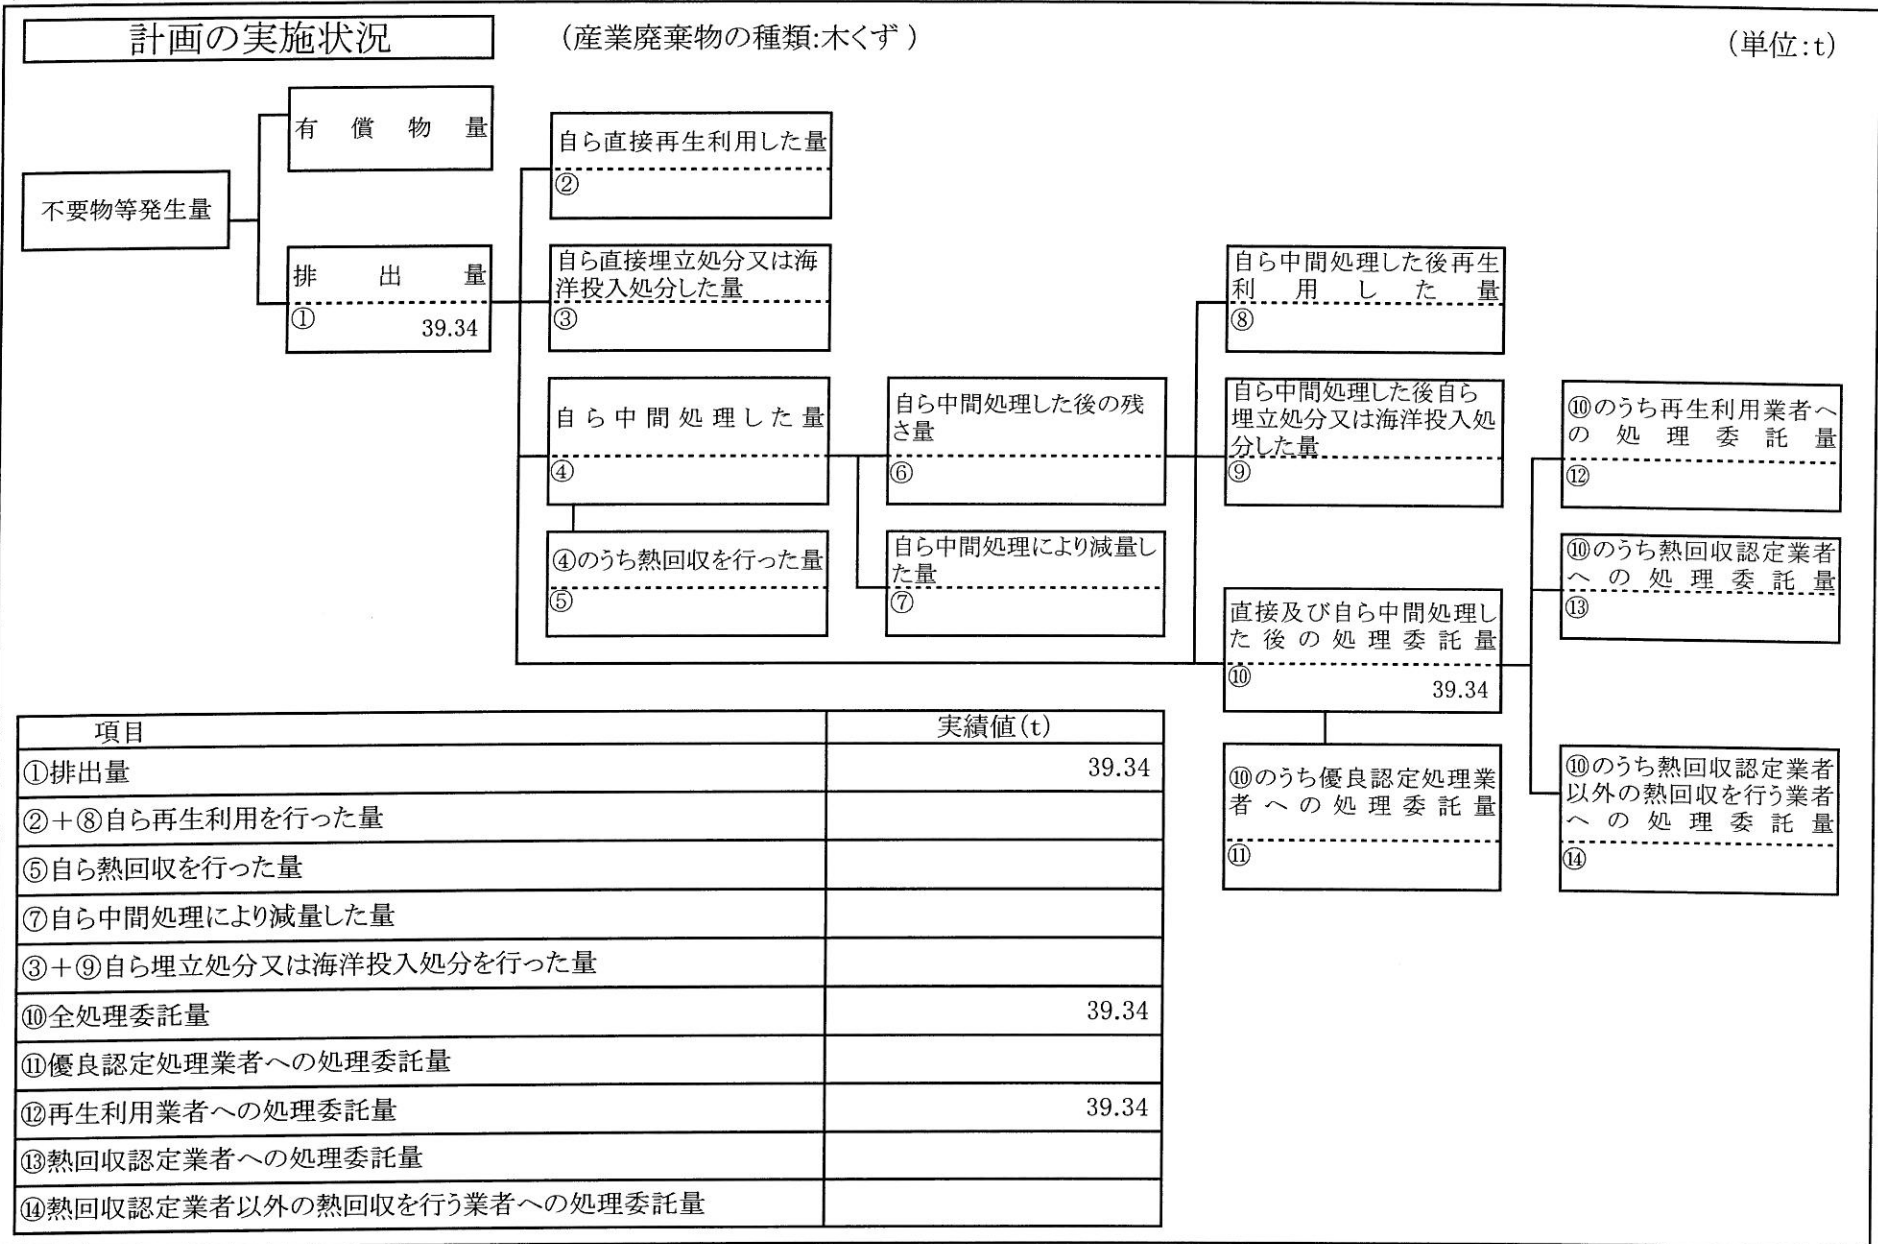 計画の実施状況
(産業廃棄物の種類:木くず )
(単位:t)
有償物量
不要物等発生量
排出量
①
39.34
自ら直接再生利用した量
②
自ら直接埋立処分又は海
洋投入処分した量
③
自ら中間処理した量
④
④のうち熱回収を行った量
⑤
自ら中間処理した後の残
さ量
⑥
自ら中間処理により減量し
た量
⑦
自ら中間処理した後再生
利用した量
⑧
自ら中間処理した後自ら
埋立処分又は海洋投入処
分した量
⑨
直接及び自ら中間処理し
た後の処理委託量
⑩
39.34
⑩のうち優良認定処理業
者への処理委託量
⑪
⑩のうち再生利用業者へ
の処理委託量
⑫
⑩のうち熱回収認定業者
への処理委託量
⑬
⑩のうち熱回収認定業者
以外の熱回収を行う業者
への処理委託量
⑭
項目 実績値(t)
①排出量 39.34
②+⑧自ら再生利用を行った量
⑤自ら熱回収を行った量
⑦自ら中間処理により減量した量
③+⑨自ら埋立処分又は海洋投入処分を行った量
⑩全処理委託量 39.34
⑪優良認定処理業者への処理委託量
⑫再生利用業者への処理委託量 39.34
⑬熱回収認定業者への処理委託量
⑭熱回収認定業者以外の熱回収を行う業者への処理委託量